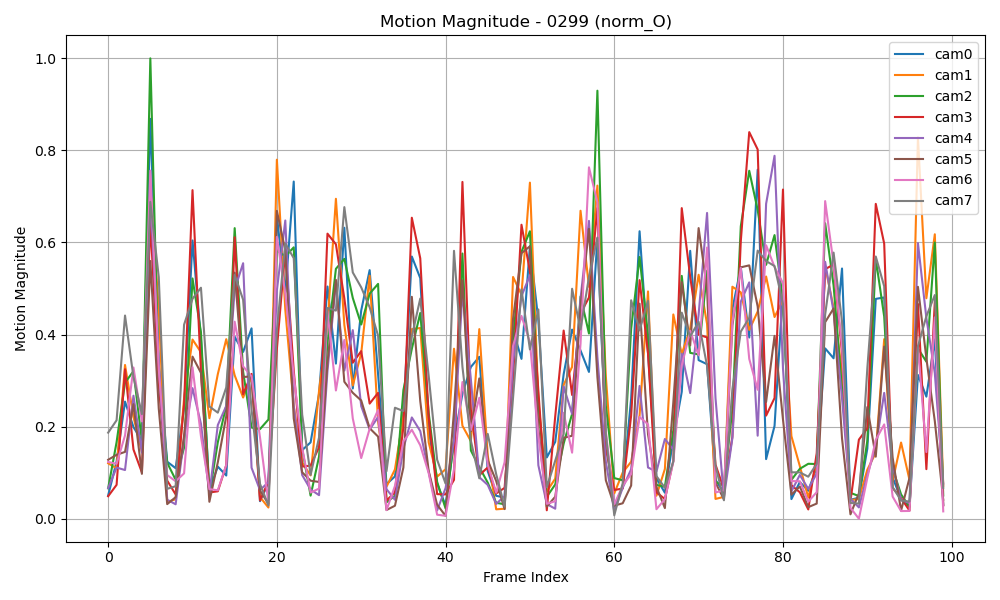 Motion Magnitude - 0299 (norm_O)
Motion Magnitude
1.0
0.8
0.6
0.4
0.2
0.0
0
20
40
60
80
100
Frame Index
cam0
cam1
cam2
cam3
cam4
cam5
cam6
cam7